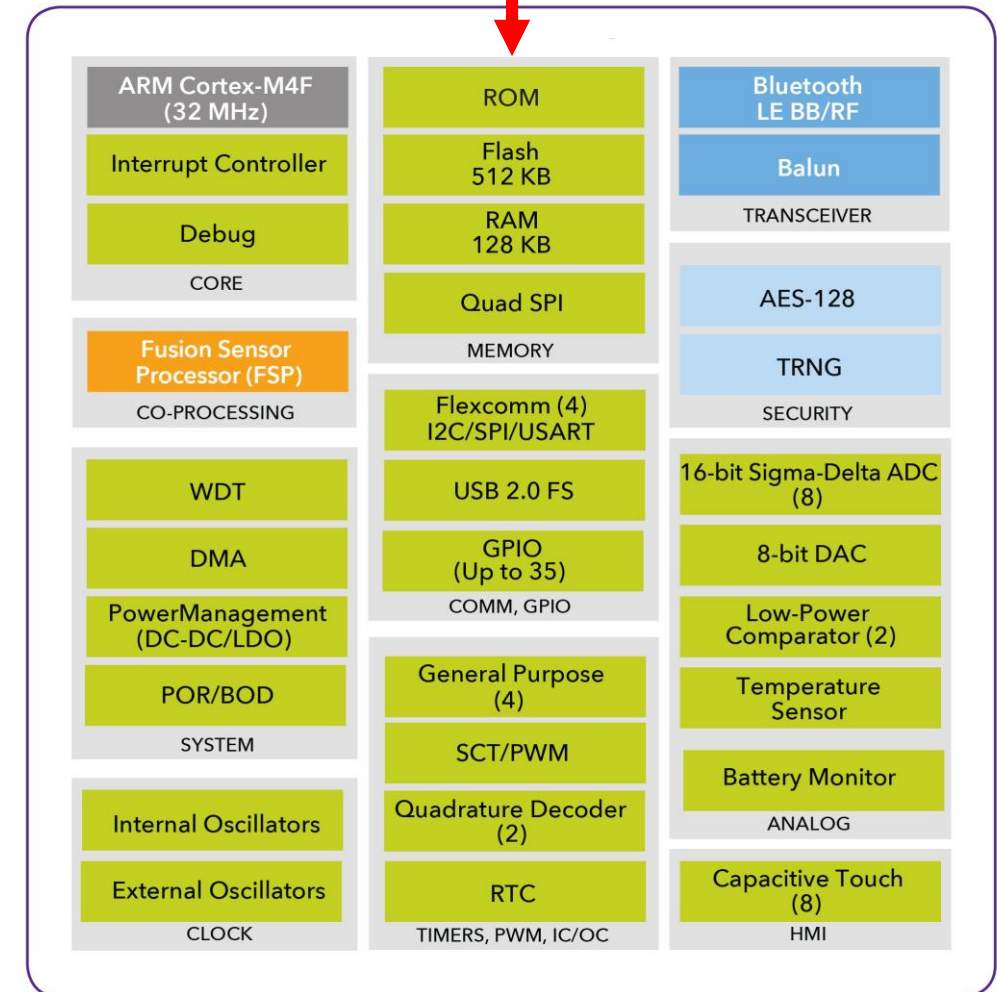 ARM Cortex-M4F
(32 MHz)
Interrupt Controller
Debug
CORE
Fusion Sensor
Processor (FSP)
CO-PROCESSING
WDT
DMA
PowerManagement
(DC-DC/LDO)
POR/BOD
SYSTEM
Internal Oscillators
External Oscillators
CLOCK
ROM
Flash
512 KB
RAM
128 KB
Quad SPI
MEMORY
Flexcomm (4)
I2C/SPI/USART
USB 2.0 FS
GPIO
(Up to 35)
COMM, GPIO
General Purpose
(4)
SCT/PWM
Quadrature Decoder
(2)
RTC
TIMERS, PWM, IC/OC
Bluetooth
LE BB/RF
Balun
TRANSCEIVER
AES-128
TRNG
SECURITY
16-bit Sigma-Delta ADC
(8)
8-bit DAC
Low-Power
Comparator (2)
Temperature
Sensor
Battery Monitor
ANALOG
Capacitive Touch
(8)
HMI